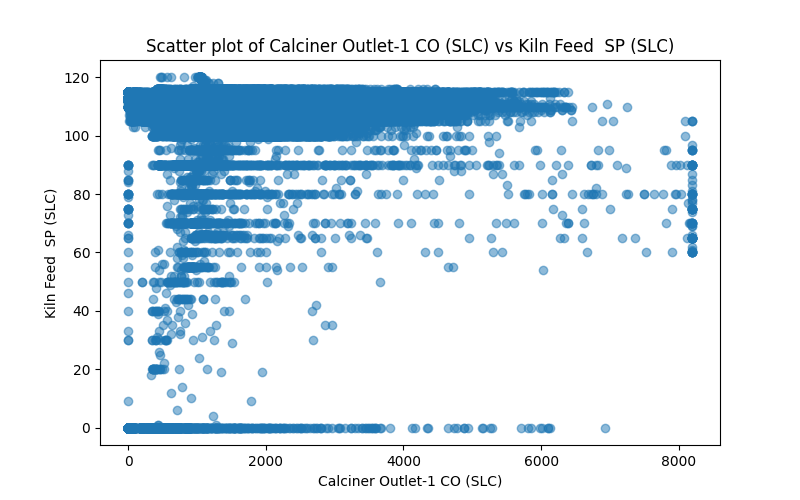 Scatter plot of Calciner Outlet-1 CO (SLC) vs Kiln Feed  SP (SLC)
120
100
80
60
40
20
0
Kiln Feed  SP (SLC)
0 2000 4000 6000 8000
Calciner Outlet-1 CO (SLC)